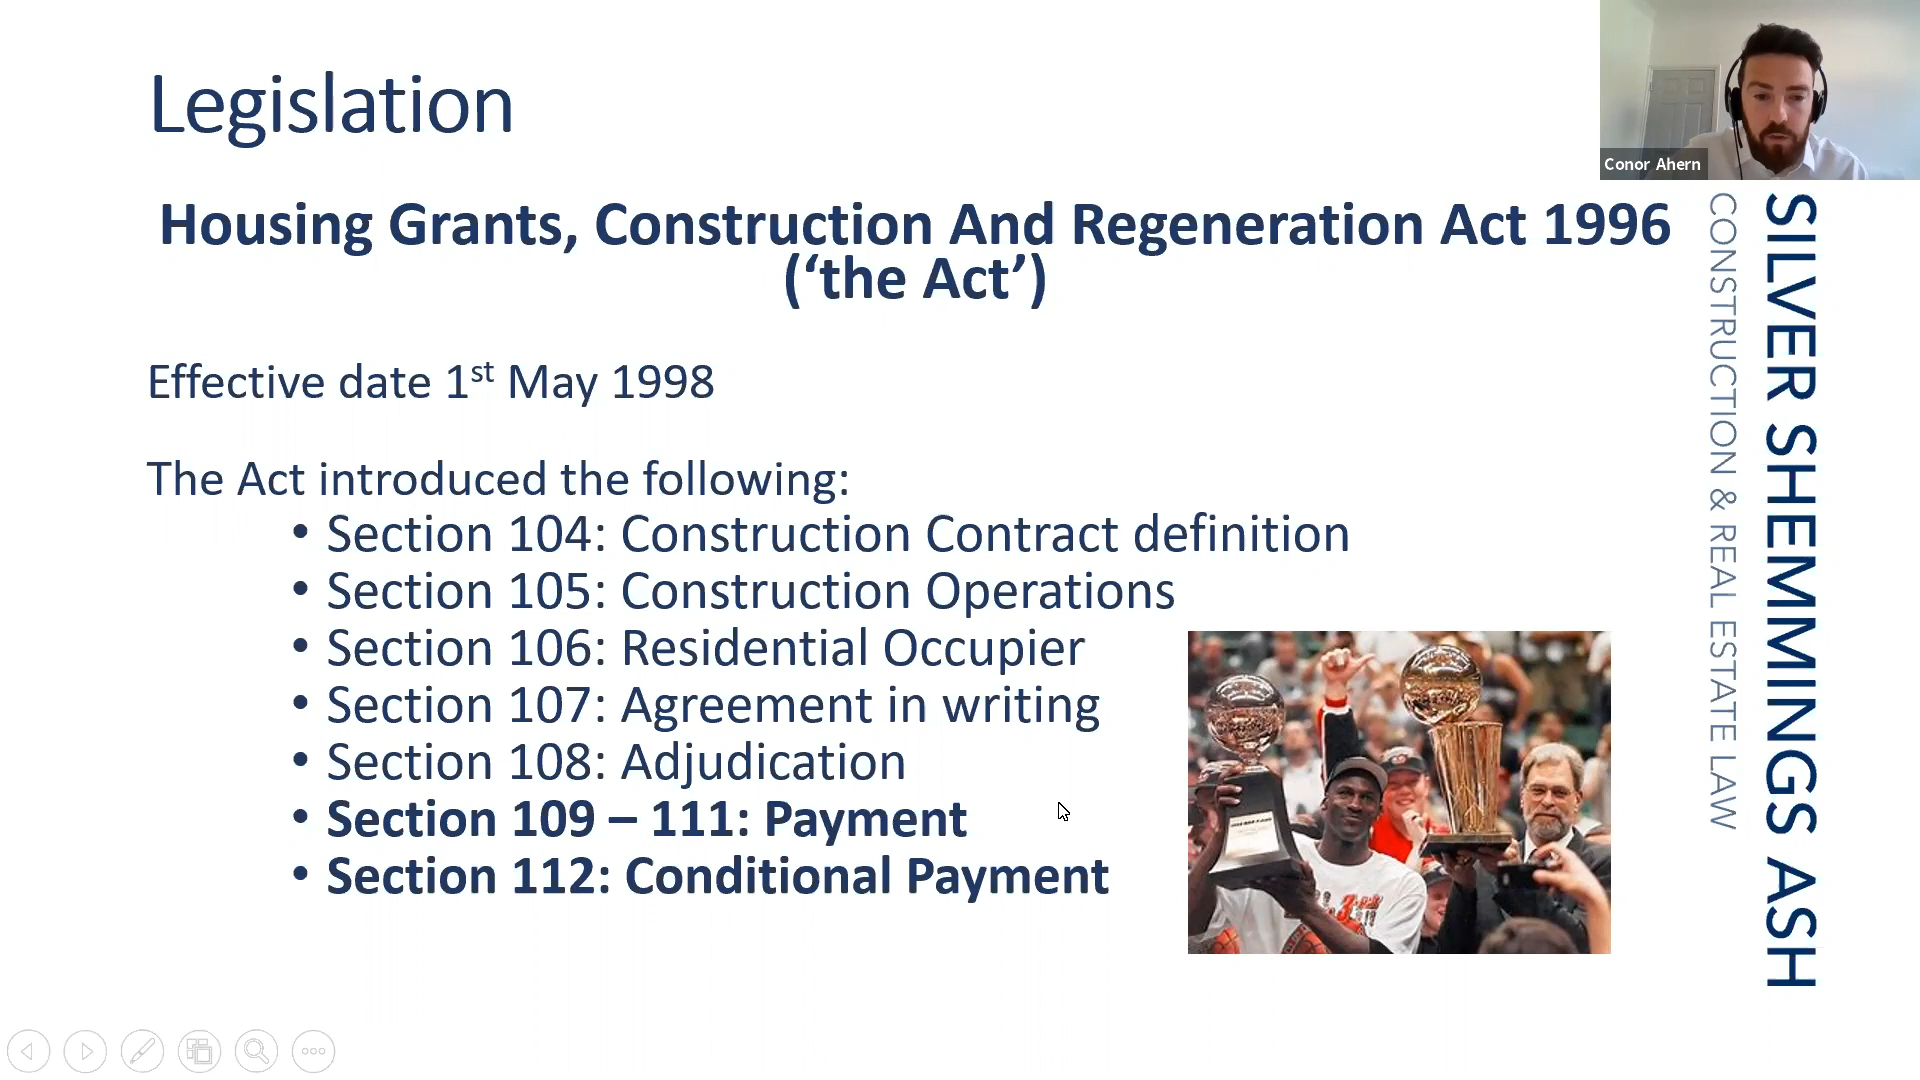 Legislation
Conor Ahern
Housing Grants, Construction And Regeneration Act 1996
(‘the Act’)
Effective date 1st May 1998
The Act introduced the following:
• Section 104: Construction Contract definition
• Section 105: Construction Operations
• Section 106: Residential Occupier
• Section 107: Agreement in writing
• Section 108: Adjudication
• Section 109 – 111: Payment
• Section 112: Conditional Payment
SILVER SHEMMINGS ASH
CONSTRUCTION & REAL ESTATE LAW